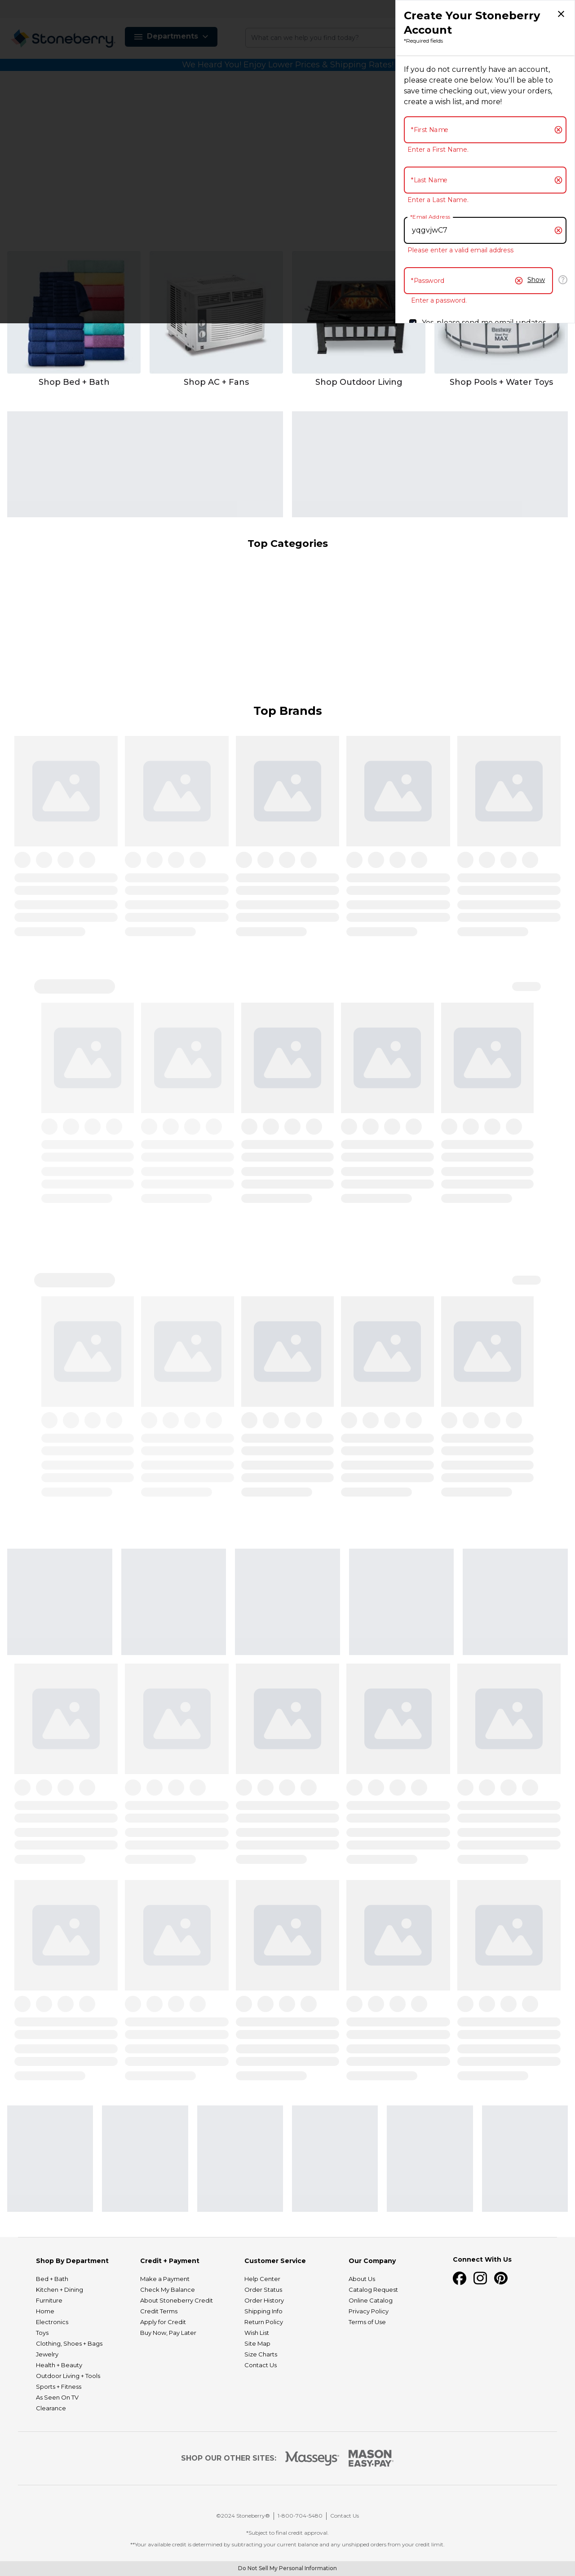 Create Your Stoneberry
Account
*Required fields.
If you do not currently have an account,
please create one below. You'll be able to
save time checking out, view your orders,
create a wish list, and more!
*First Name
Enter a First Name.
*Last Name
Enter a Last Name.
*Email Address
yqgvjwC7
Please enter a valid email address.
*Password
Show
Enter a password.
Yes, please send me email updates
Stoneberry
Departments
What can we help you find today?
We Heard You! Enjoy Lower Prices & Shipping Rates!
Bestway
MAX
Shop Bed + Bath
Shop AC + Fans
Shop Outdoor Living
Shop Pools + Water Toys
Top Categories
Top Brands
Shop By Department
Bed + Bath
Kitchen + Dining
Furniture
Home
Electronics
Toys
Clothing, Shoes + Bags
Jewelry
Health + Beauty
Outdoor Living + Tools
Sports + Fitness
As Seen On TV
Clearance
Credit + Payment
Make a Payment
Check My Balance
About Stoneberry Credit
Credit Terms
Apply for Credit
Buy Now, Pay Later
Customer Service
Help Center
Order Status
Order History
Shipping Info
Return Policy
Wish List
Site Map
Size Charts
Contact Us
Our Company
About Us
Catalog Request
Online Catalog
Privacy Policy
Terms of Use
Connect With Us
SHOP OUR OTHER SITES:
Masseys
MASON
EASY-PAY
©2024 Stoneberry®
1-800-704-5480
Contact Us
*Subject to final credit approval
**Your available credit is determined by subtracting your current balance and any unshipped orders from your credit limit.
Do Not Sell My Personal Information